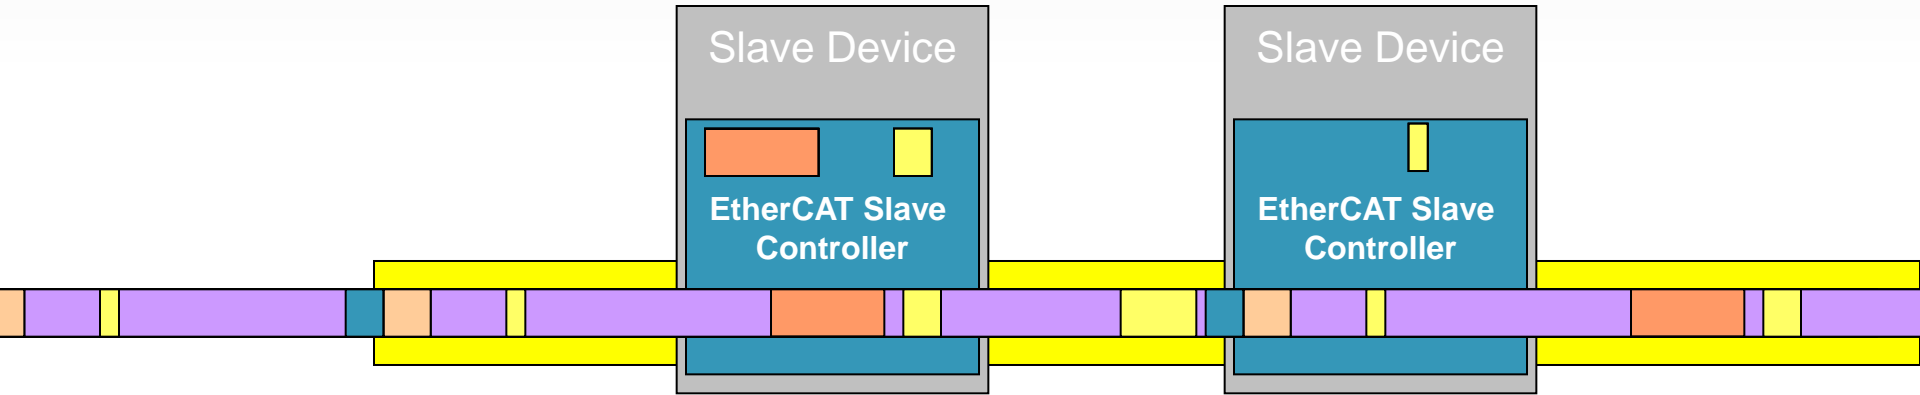 Slave Device
EtherCAT Slave
Controller
Slave Device
EtherCAT Slave
Controller